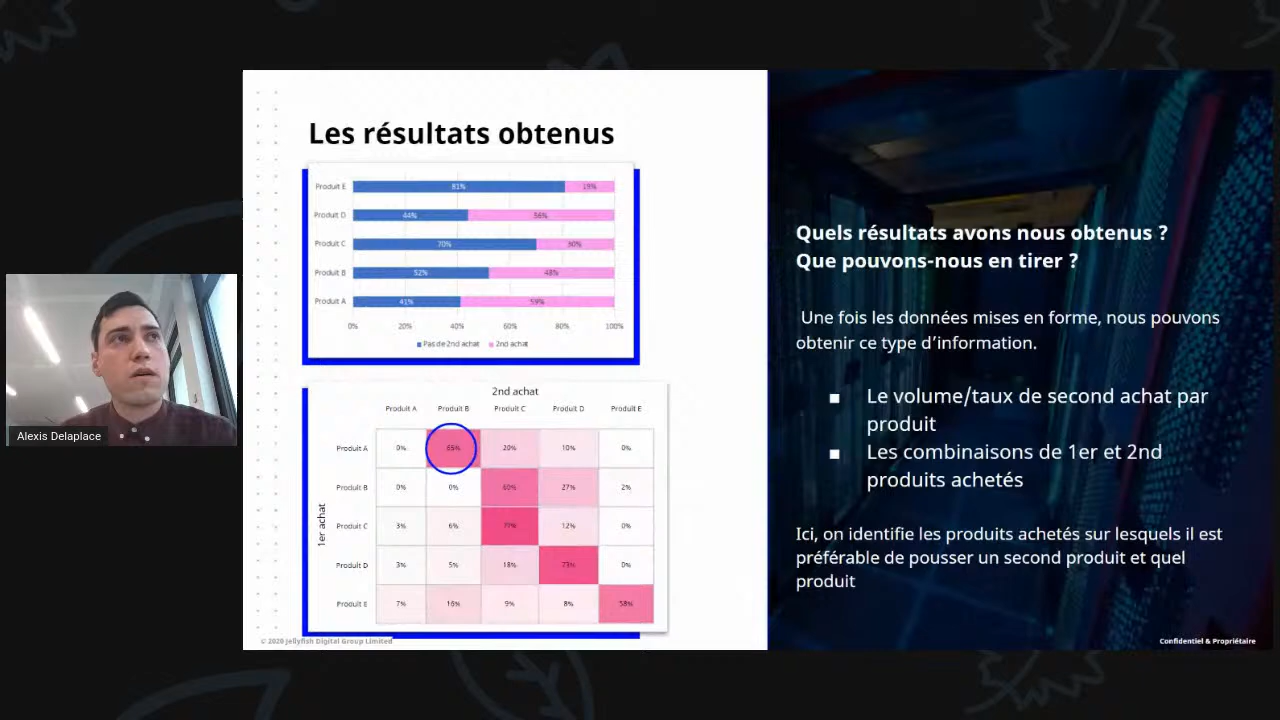 Les résultats obtenus
Produit E 81% 19%
Produit D 44% 56%
Produit C 70% 30%
Produit B 52% 48%
Produit A 41% 59%
0% 20% 40% 60% 80% 100%
Pas de 2nd achat 2nd achat
2nd achat
Produit A Produit B Produit C Produit D Produit E
1er achat
Produit A 0% 65% 20% 10% 0%
Produit B 0% 0% 60% 27% 2%
Produit C 3% 6% 71% 12% 0%
Produit D 3% 5% 18% 73% 0%
Produit E 7% 16% 9% 8% 58%
© 2020 Jellyfish Digital Group Limited
Quels résultats avons nous obtenus ?
Que pouvons-nous en tirer ?
Une fois les données mises en forme, nous pouvons
obtenir ce type d’information.
■ Le volume/taux de second achat par
produit
■ Les combinaisons de 1er et 2nd
produits achetés
Ici, on identifie les produits achetés sur lesquels il est
préférable de pousser un second produit et quel
produit
Confidentiel & Propriétaire
Alexis Delaplace